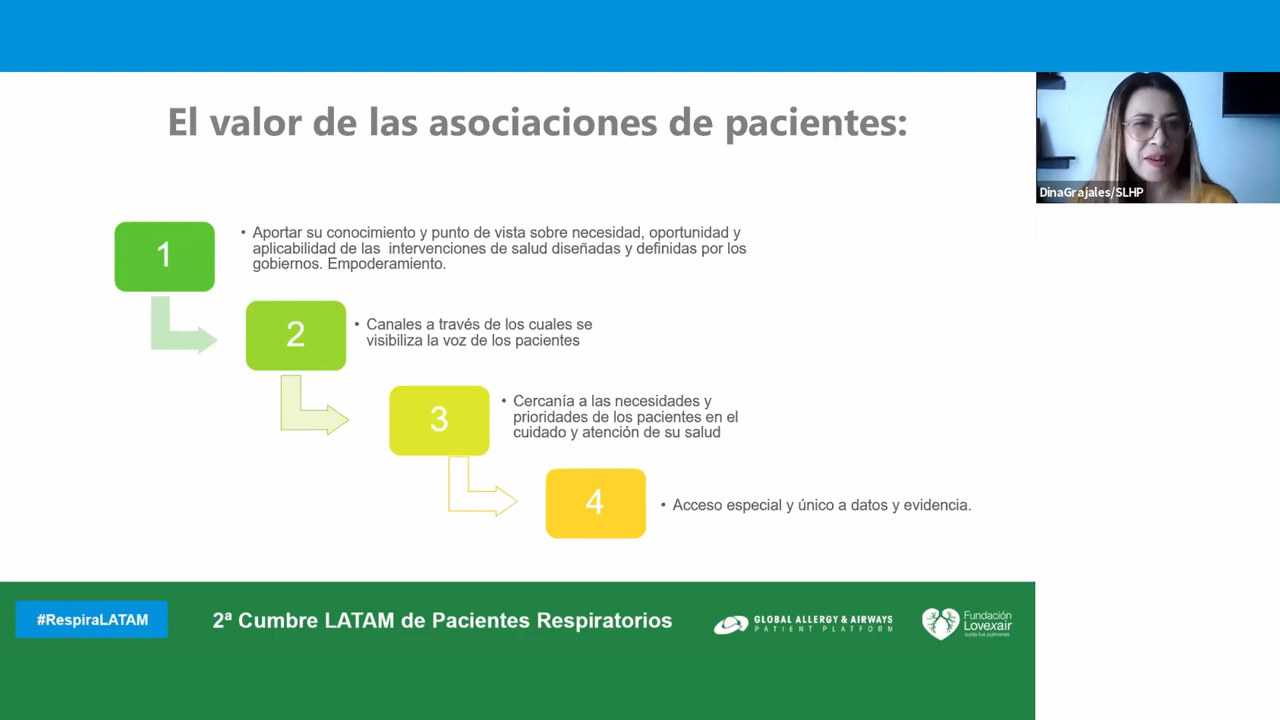 El valor de las asociaciones de pacientes:
DinaGrajales/SLHP
1
• Aportar su conocimiento y punto de vista sobre necesidad, oportunidad y
aplicabilidad de las intervenciones de salud diseñadas y definidas por los
gobiernos. Empoderamiento.
2
• Canales a través de los cuales se
visibiliza la voz de los pacientes
3
• Cercanía a las necesidades y
prioridades de los pacientes en el
cuidado y atención de su salud
4
• Acceso especial y único a datos y evidencia.
#RespiraLATAM
2ª Cumbre LATAM de Pacientes Respiratorios
GLOBAL ALLERGY & AIRWAYS
PATIENT PLATFORM
Fundación
Lovexair
cuida tus pulmones